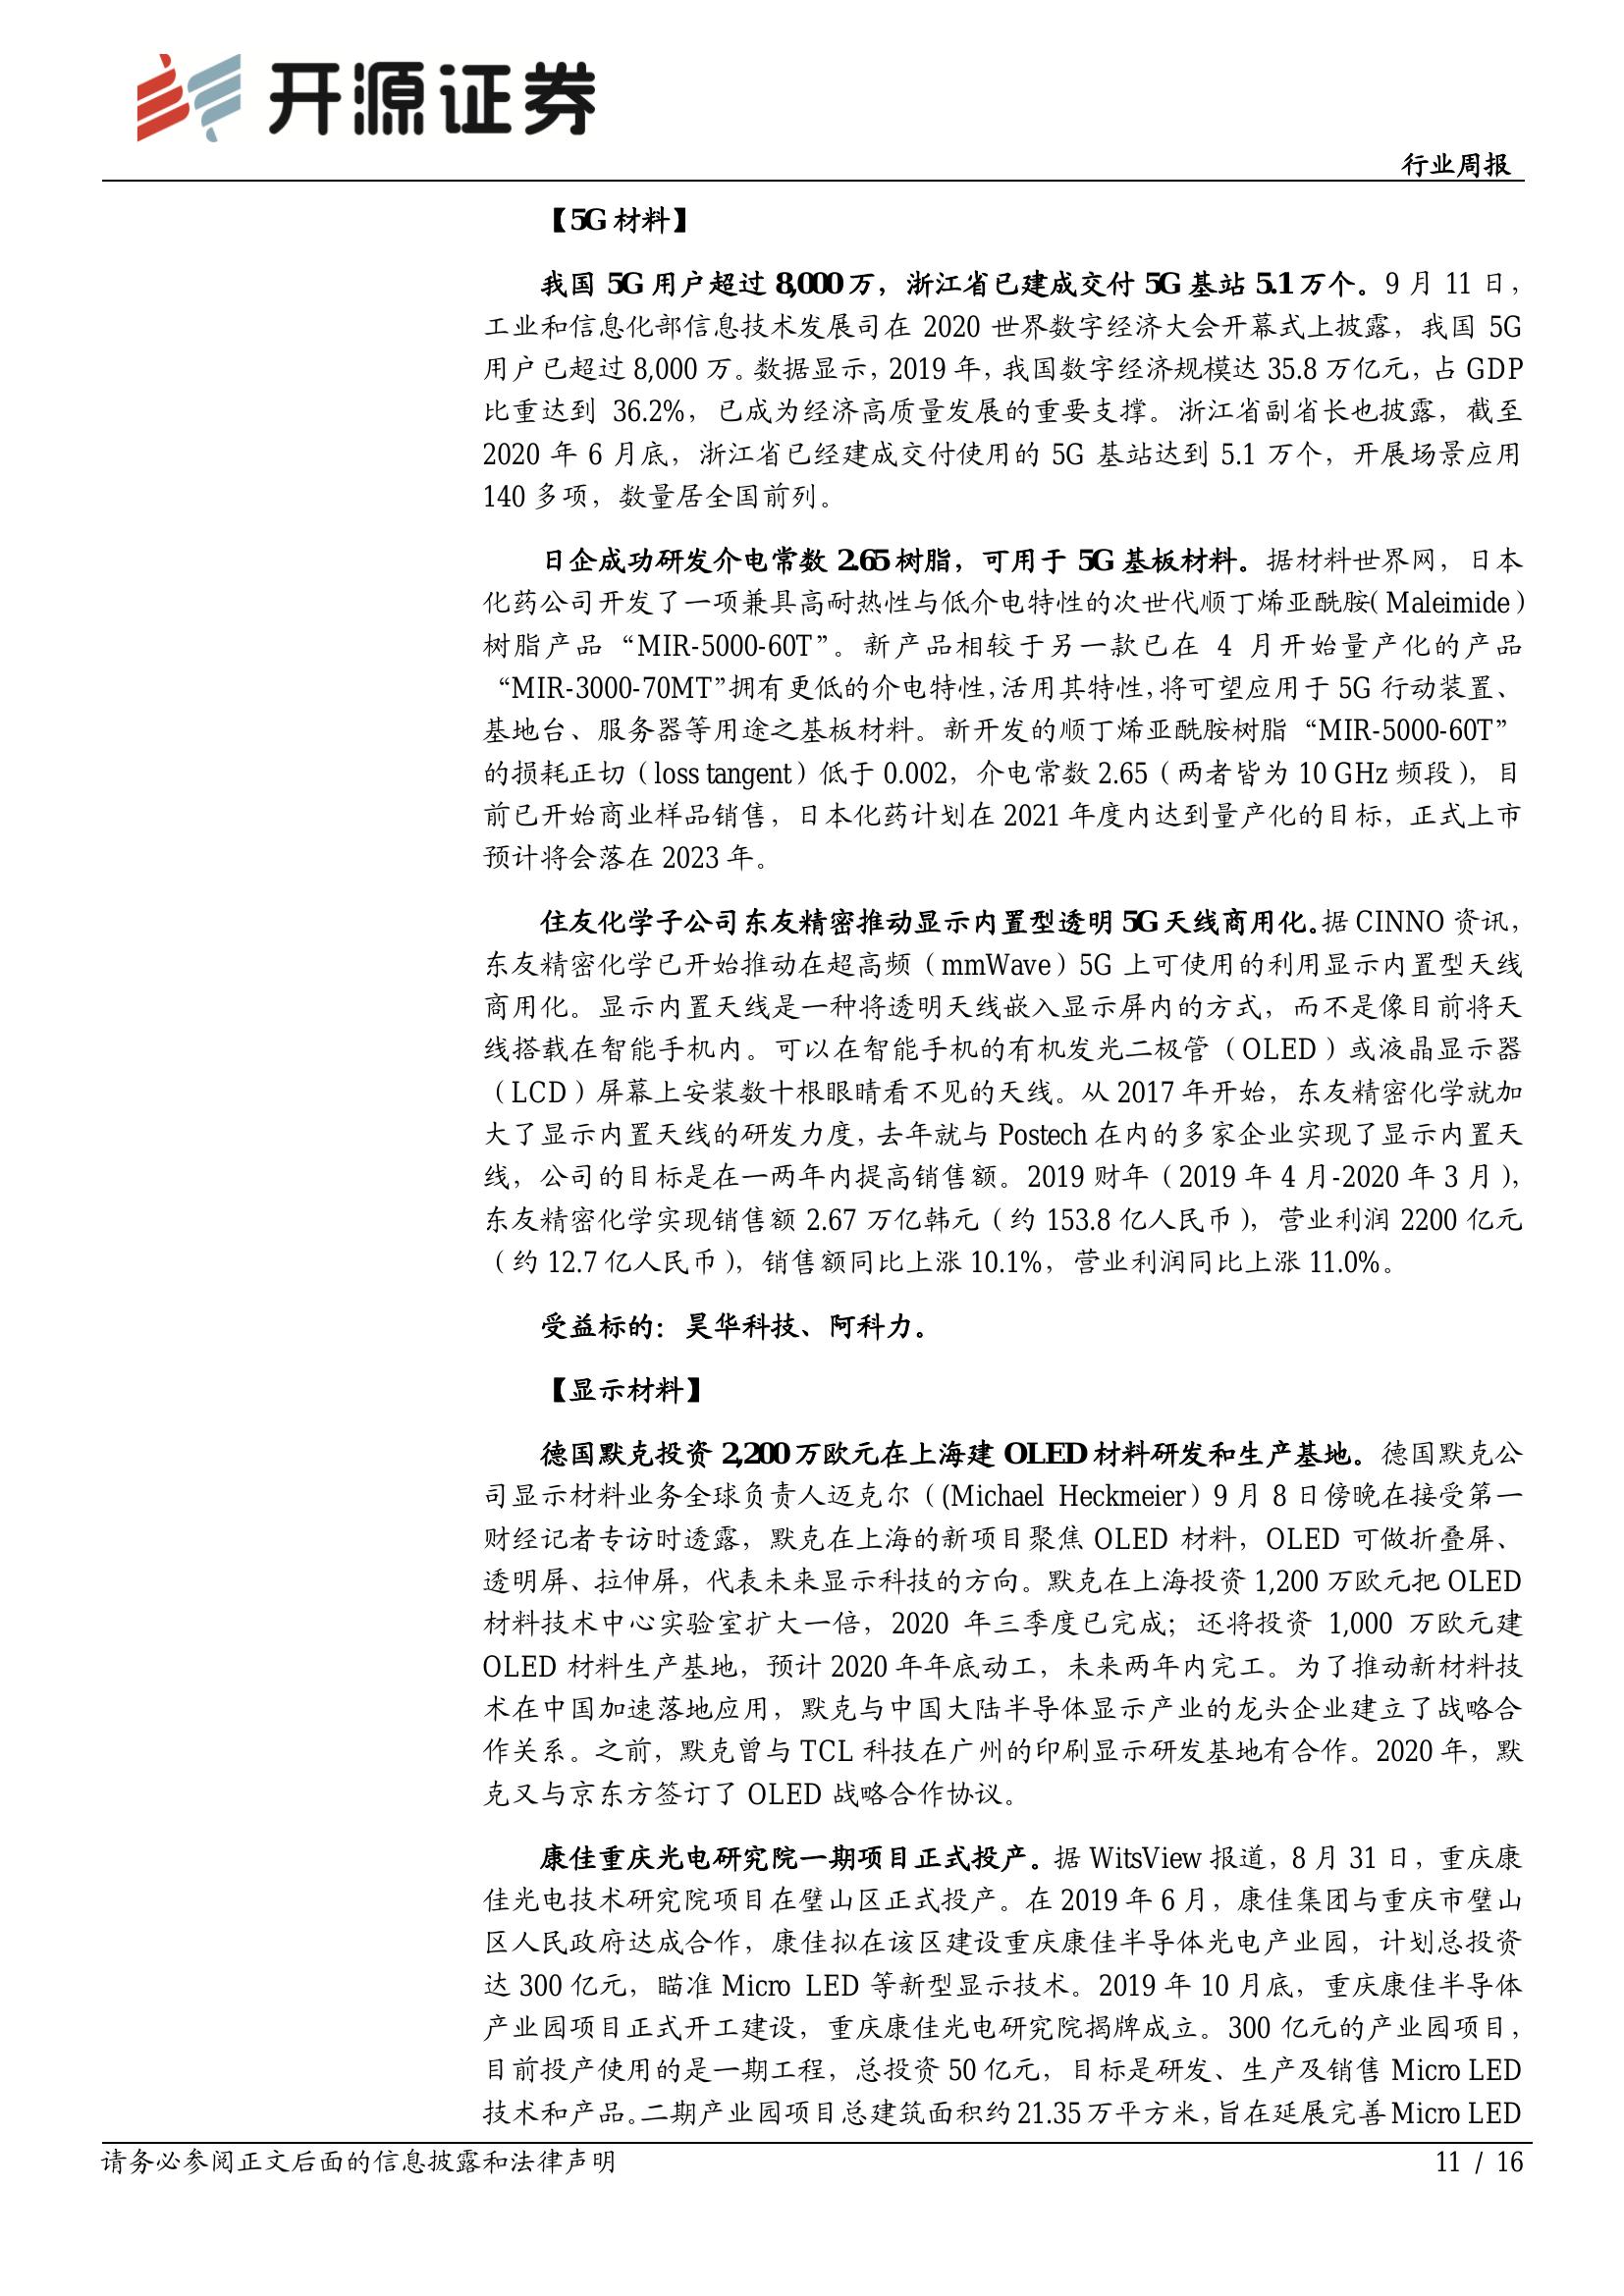 开源证券
行业周报
【5G 材料】
我国 5G 用户超过 8,000 万，浙江省已建成交付 5G 基站 5.1 万个。9 月 11 日，
工业和信息化部信息技术发展司在 2020 世界数字经济大会开幕式上披露，我国 5G
用户已超过 8,000 万。数据显示，2019 年，我国数字经济规模达 35.8 万亿元，占 GDP
比重达到 36.2%，已成为经济高质量发展的重要支撑。浙江省副省长也披露，截至
2020 年 6 月底，浙江省已经建成交付使用的 5G 基站达到 5.1 万个，开展场景应用
140 多项，数量居全国前列。
日企成功研发介电常数 2.65 树脂，可用于 5G 基板材料。据材料世界网，日本
化药公司开发了一项兼具高耐热性与低介电特性的次世代顺丁烯亚酰胺（Maleimide）
树脂产品“MIR-5000-60T”。新产品相较于另一款已在 4 月开始量产化的产品
“MIR-3000-70MT”拥有更低的介电特性，活用其特性，将可望应用于 5G 行动装置、
基地台、服务器等用途之基板材料。新开发的顺丁烯亚酰胺树脂“MIR-5000-60T”
的损耗正切（loss tangent）低于 0.002，介电常数 2.65（两者皆为 10 GHz 频段），目
前已开始商业样品销售，日本化药计划在 2021 年度内达到量产化的目标，正式上市
预计将会落在 2023 年。
住友化学子公司东友精密推动显示内置型透明 5G 天线商用化。据 CINNO 资讯，
东友精密化学已开始推动在超高频（mmWave）5G 上可使用的利用显示内置型天线
商用化。显示内置天线是一种将透明天线嵌入显示屏内的方式，而不是像目前将天
线搭载在智能手机内。可以在智能手机的有机发光二极管（OLED）或液晶显示器
（LCD）屏幕上安装数十根眼睛看不见的天线。从 2017 年开始，东友精密化学就加
大了显示内置天线的研发力度，去年就与 Postech 在内的多家企业实现了显示内置天
线，公司的目标是在一两年内提高销售额。2019 财年（2019 年 4 月-2020 年 3 月），
东友精密化学实现销售额 2.67 万亿韩元（约 153.8 亿人民币），营业利润 2200 亿元
（约 12.7 亿人民币），销售额同比上涨 10.1%，营业利润同比上涨 11.0%。
受益标的：昊华科技、阿科力。
【显示材料】
德国默克投资 2,200 万欧元在上海建 OLED 材料研发和生产基地。德国默克公
司显示材料业务全球负责人迈克尔（(Michael Heckmeier）9 月 8 日傍晚在接受第一
财经记者专访时透露，默克在上海的新项目聚焦 OLED 材料，OLED 可做折叠屏、
透明屏、拉伸屏，代表未来显示科技的方向。默克在上海投资 1,200 万欧元把 OLED
材料技术中心实验室扩大一倍，2020 年三季度已完成；还将投资 1,000 万欧元建
OLED 材料生产基地，预计 2020 年年底动工，未来两年内完工。为了推动新材料技
术在中国加速落地应用，默克与中国大陆半导体显示产业的龙头企业建立了战略合
作关系。之前，默克曾与 TCL 科技在广州的印刷显示研发基地有合作。2020 年，默
克又与京东方签订了 OLED 战略合作协议。
康佳重庆光电研究院一期项目正式投产。据 WitsView 报道，8 月 31 日，重庆康
佳光电技术研究院项目在璧山区正式投产。在 2019 年 6 月，康佳集团与重庆市璧山
区人民政府达成合作，康佳拟在该区建设重庆康佳半导体光电产业园，计划总投资
达 300 亿元，瞄准 Micro LED 等新型显示技术。2019 年 10 月底，重庆康佳半导体
产业园项目正式开工建设，重庆康佳光电研究院揭牌成立。300 亿元的产业园项目，
目前投产使用的是一期工程，总投资 50 亿元，目标是研发、生产及销售 Micro LED
技术和产品。二期产业园项目总建筑面积约 21.35 万平方米，旨在延展完善 Micro LED
请务必参阅正文后面的信息披露和法律声明
11 / 16